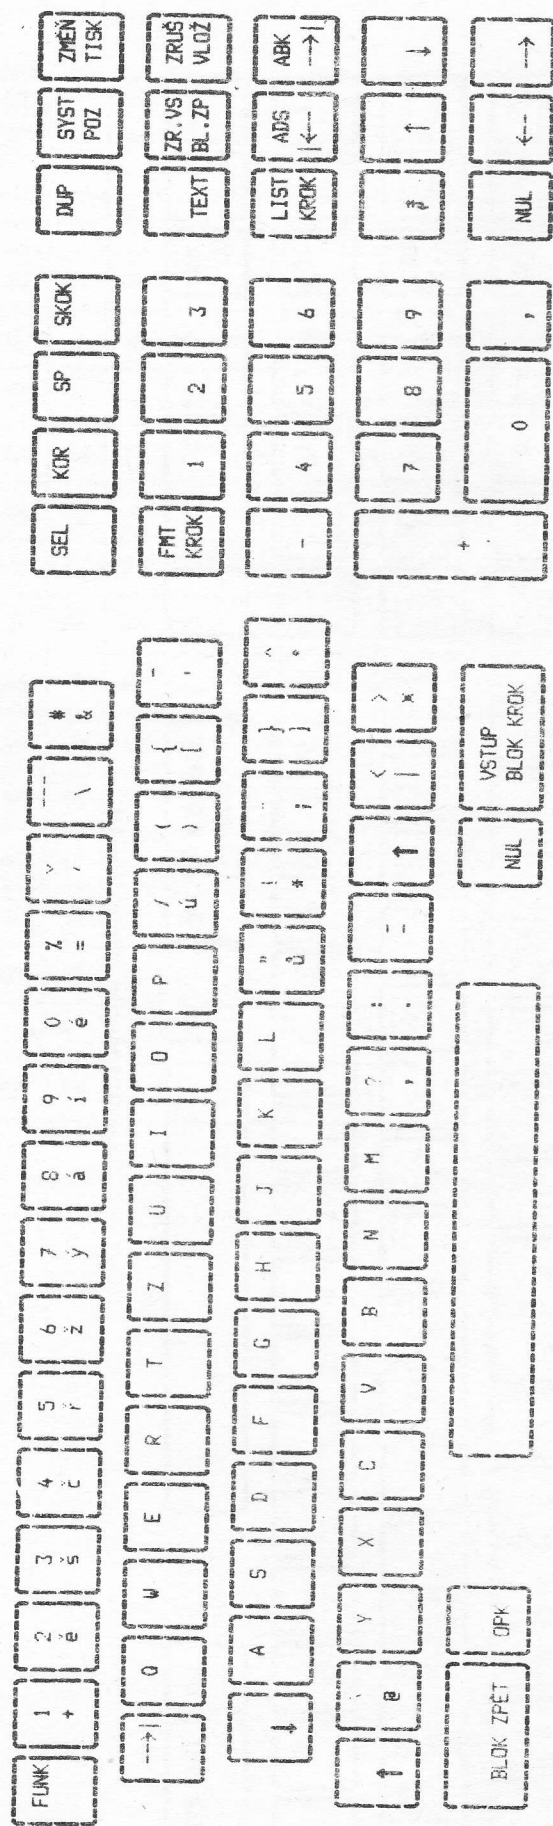 FUNK 1 2 3 4 5 6 7 8 9 0 % ˇ --- # SEL KOR SP SKOK DUP SYST ZMĚN
+ ě š č ř ž ý á í é = ´ \ & POZ TISK
-->| Q W E R T Z U I O P / ( { FMT 1 2 3 TEXT ZR.VS ZRUŠ
ú ) [ KROK BL.ZP VLOŽ
↓ A S D F G H J K L " ! ¨ } ^ - 4 5 6 LIST ADS ABK
ů * ; ] ° KROK |<--- --->|
↑ ` Y X C V B N M ? : ↑ < > + 7 8 9 ↑ ↓
@ , . - | *
BLOK ZPĚT OPK NUL VSTUP 0 , NUL <--- --->
BLOK KROK